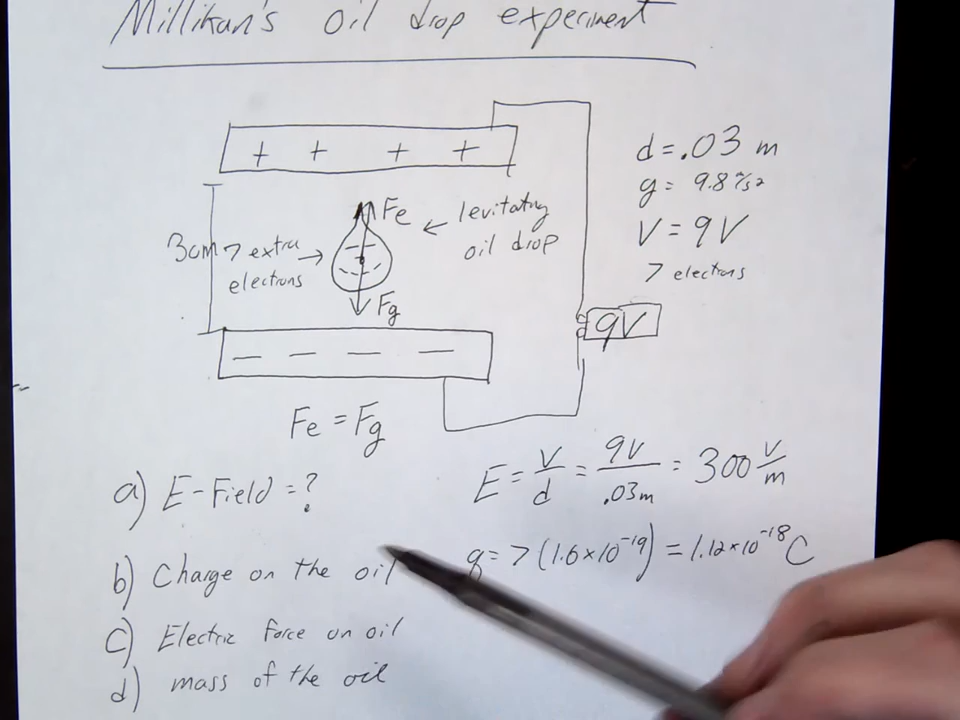 Millikan's oil drop experiment
+ + + +
d = .03 m
g = 9.8 m/s²
V = 9V
7 electrons
Fe
← levitating
oil drop
3cm
7 extra →
electrons
Fg
9V
— — — —
Fe = Fg
a) E-Field = ?
E = V/d = 9V/.03m = 300 V/m
b) Charge on the oil
q = 7 (1.6×10⁻¹⁹) = 1.12×10⁻¹⁸ C
c) Electric force on oil
d) mass of the oil